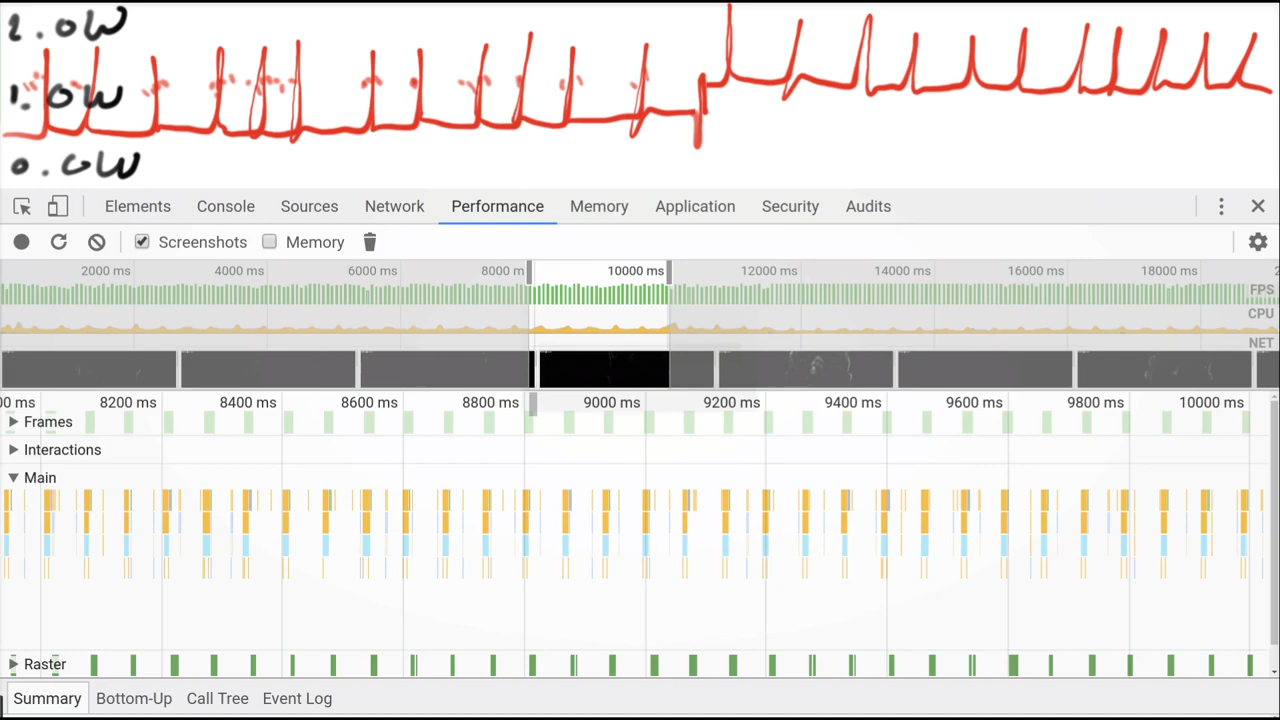 2.0W
1.0W
0.0W
Elements Console Sources Network Performance Memory Application Security Audits
Screenshots Memory
2000 ms 4000 ms 6000 ms 8000 m 10000 ms 12000 ms 14000 ms 16000 ms 18000 ms 2
FPS
CPU
NET
00 ms 8200 ms 8400 ms 8600 ms 8800 ms 9000 ms 9200 ms 9400 ms 9600 ms 9800 ms 10000 ms
Frames
Interactions
Main
Raster
Summary Bottom-Up Call Tree Event Log